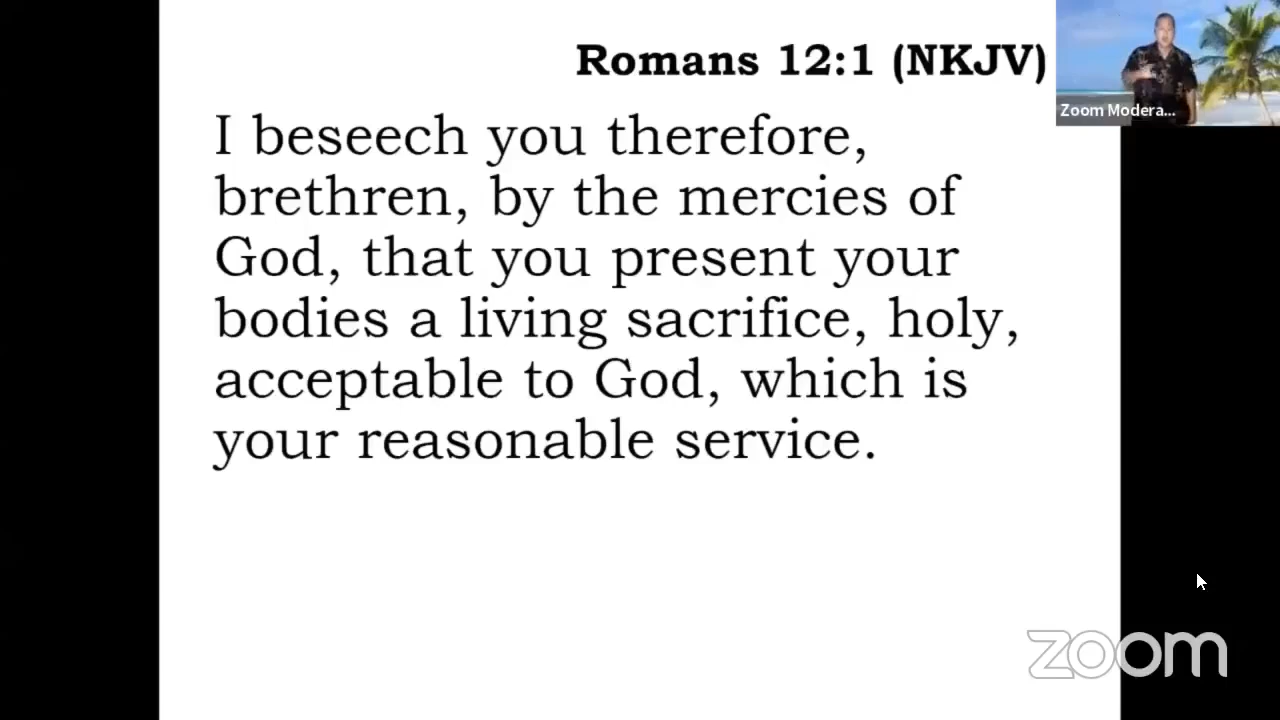 Romans 12:1 (NKJV)
Zoom Modera...
I beseech you therefore,
brethren, by the mercies of
God, that you present your
bodies a living sacrifice, holy,
acceptable to God, which is
your reasonable service.
zoom